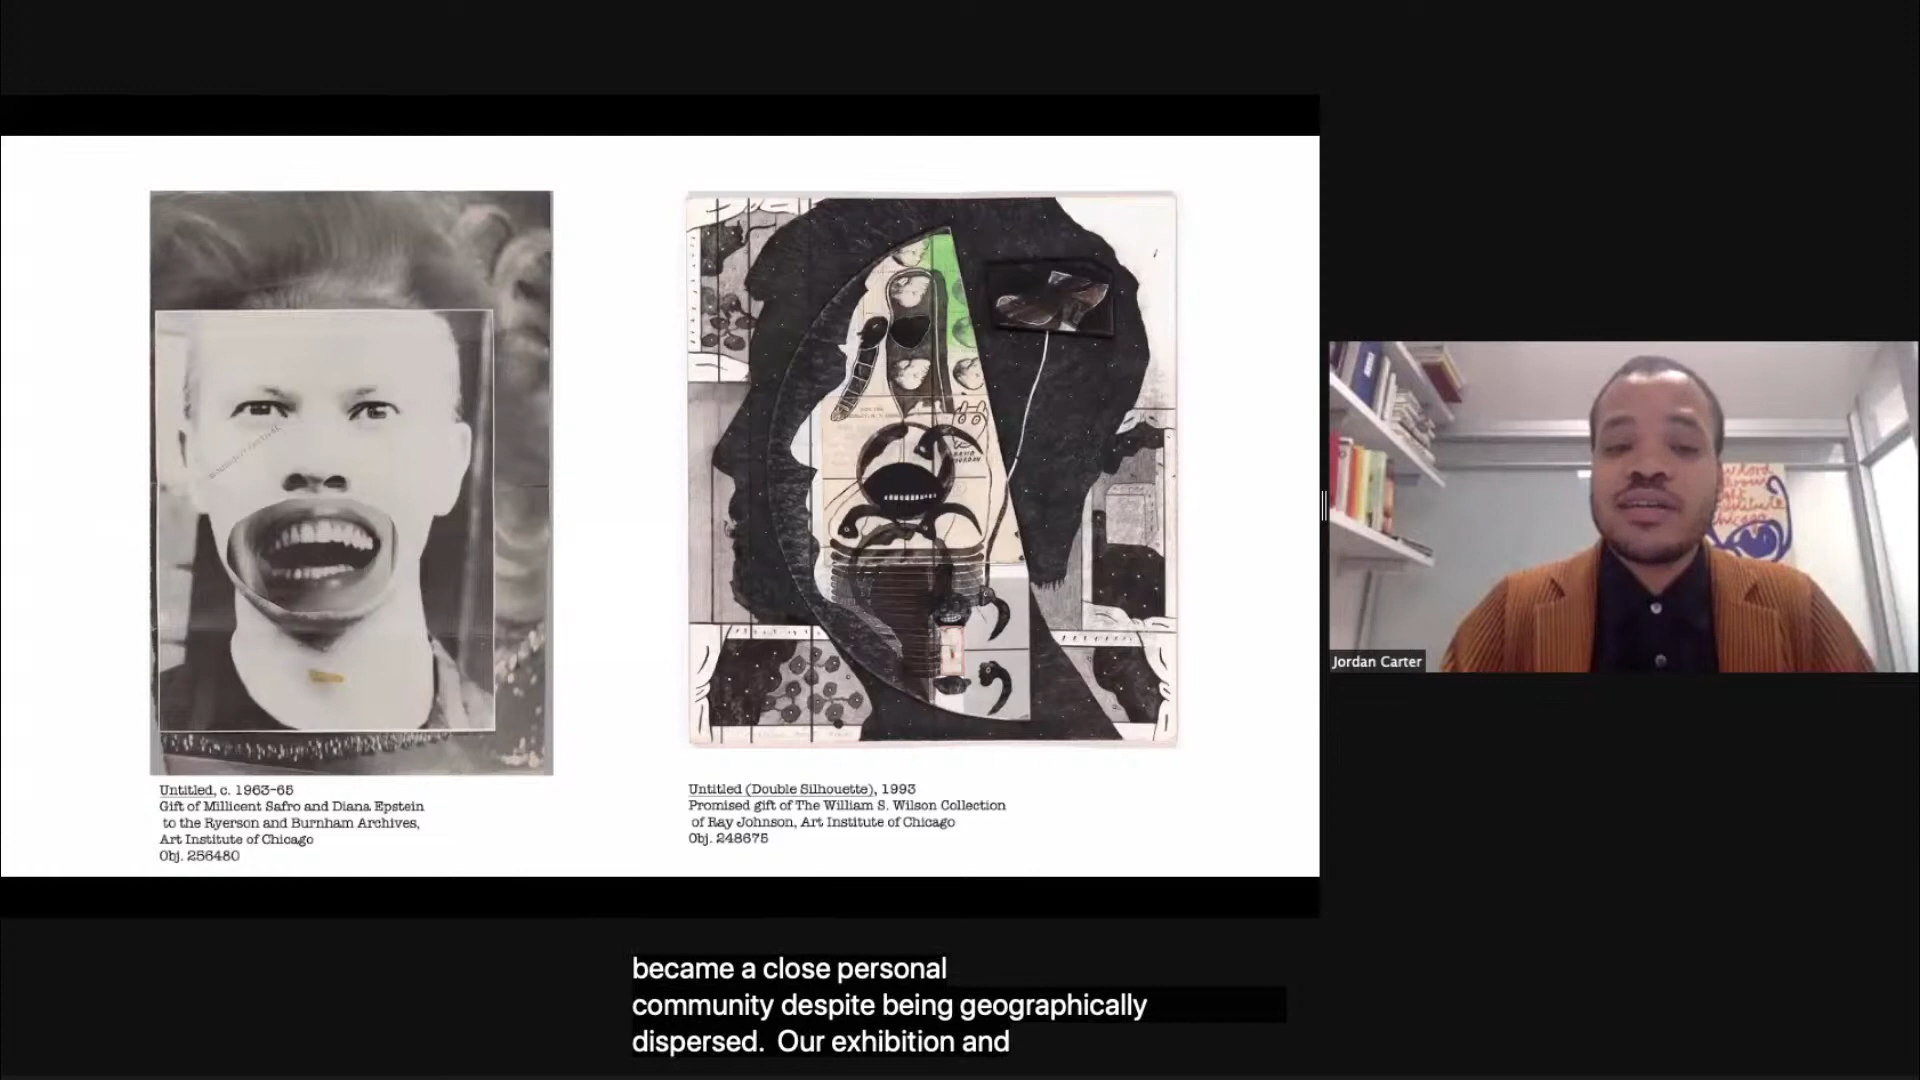 Untitled, c. 1963-65
Gift of Millicent Safro and Diana Epstein
to the Ryerson and Burnham Archives,
Art Institute of Chicago
Obj. 256480
Untitled (Double Silhouette), 1993
Promised gift of The William S. Wilson Collection
of Ray Johnson, Art Institute of Chicago
Obj. 248675
Jordan Carter
became a close personal
community despite being geographically
dispersed. Our exhibition and